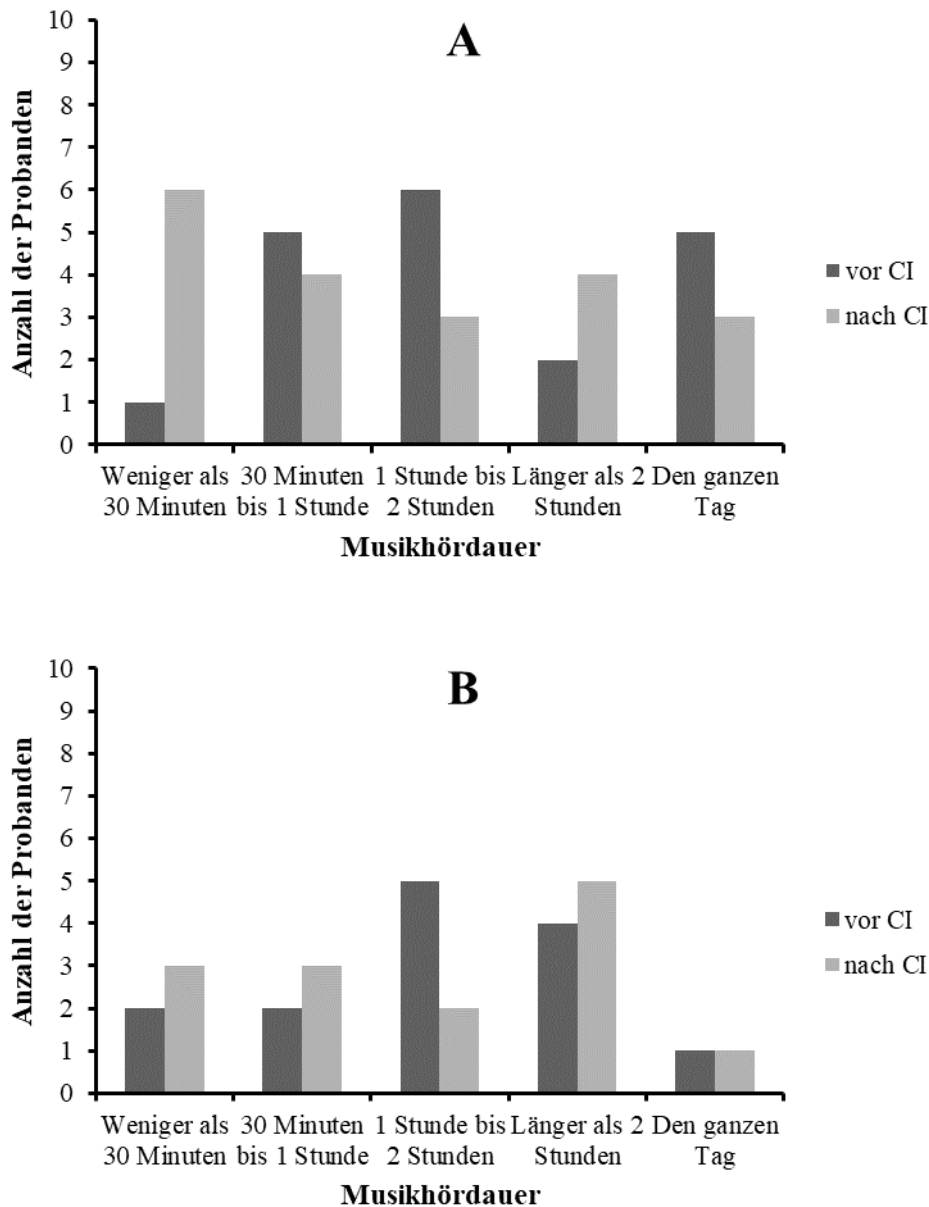 A
10
9
8
7
6
5
4
3
2
1
0
Anzahl der Probanden
vor CI
nach CI
Weniger als 30 Minuten 1 Stunde bis Länger als 2 Den ganzen
30 Minuten bis 1 Stunde 2 Stunden Stunden Tag
Musikhördauer
B
10
9
8
7
6
5
4
3
2
1
0
Anzahl der Probanden
vor CI
nach CI
Weniger als 30 Minuten 1 Stunde bis Länger als 2 Den ganzen
30 Minuten bis 1 Stunde 2 Stunden Stunden Tag
Musikhördauer